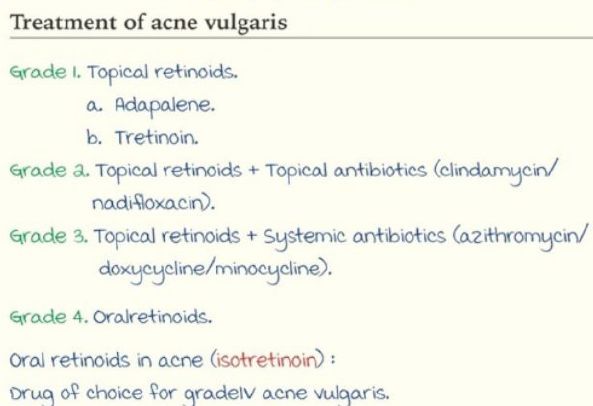 Treatment of acne vulgaris
Grade 1. Topical retinoids.
a. Adapalene.
b. Tretinoin.
Grade 2. Topical retinoids + Topical antibiotics (clindamycin/
nadifloxacin).
Grade 3. Topical retinoids + Systemic antibiotics (azithromycin/
doxycycline/minocycline).
Grade 4. Oralretinoids.
Oral retinoids in acne (isotretinoin) :
Drug of choice for gradeIV acne vulgaris.